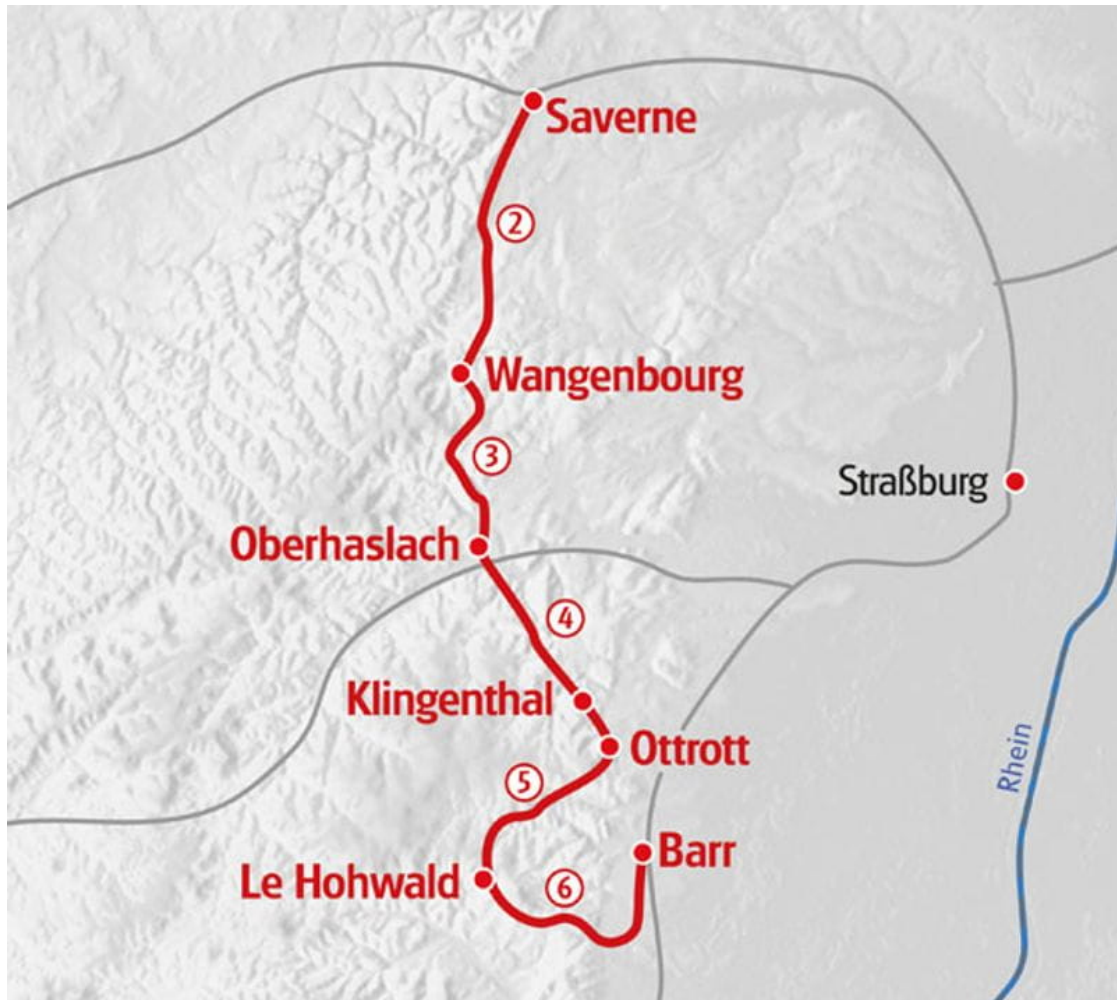 Saverne
②
Wangenbourg
③
Straßburg
Oberhaslach
④
Klingenthal
Ottrott
Rhein
⑤
Barr
Le Hohwald
⑥